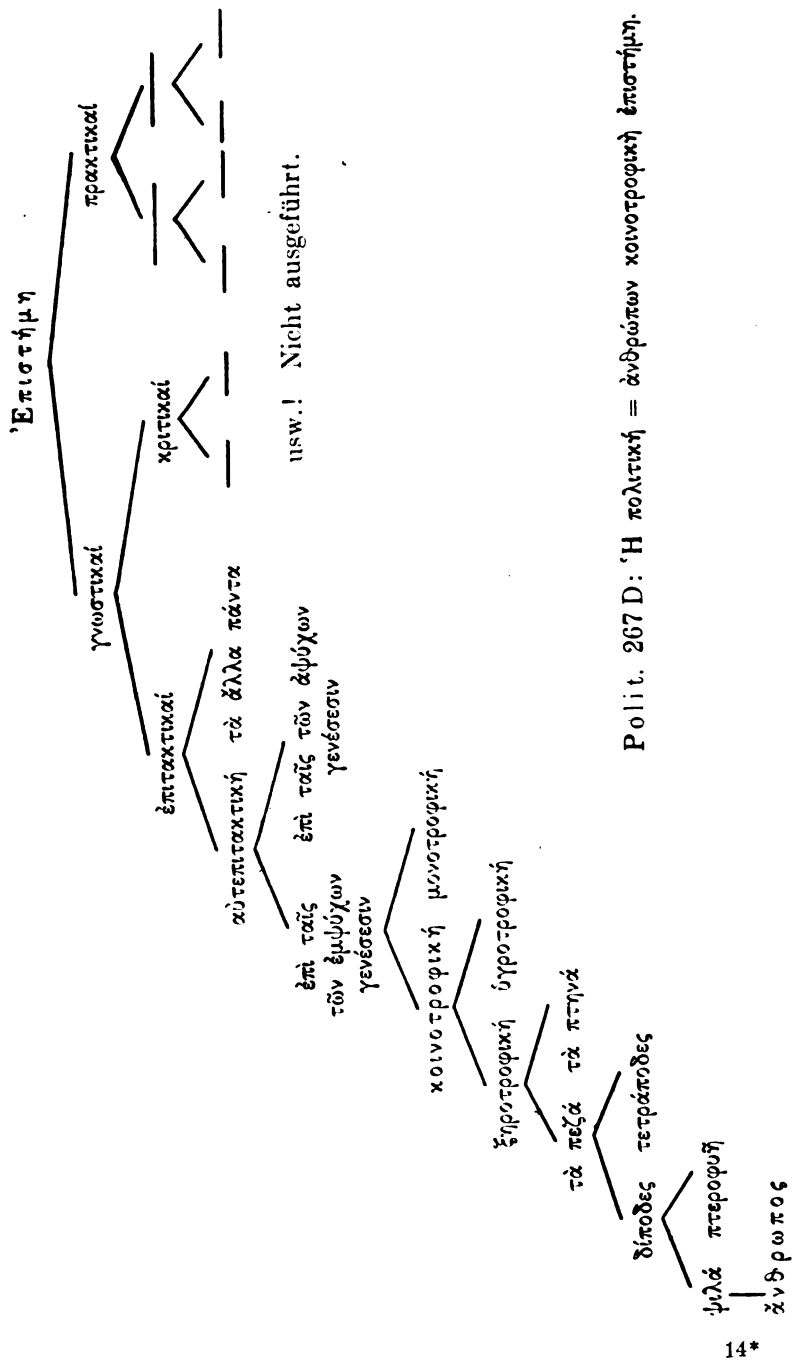 Ἐπιστήμη
γνωστικαί πρακτικαί
ἐπιτακτικαί κριτικαί
αὐτεπιτακτική τὰ ἄλλα πάντα
usw.! Nicht ausgeführt.
ἐπὶ ταῖς
τῶν ἐμψύχων
γενέσεσιν
ἐπὶ ταῖς τῶν ἀψύχων
γενέσεσιν
κοινοτροφική μονοτροφική
ξηροτροφική ὑγροτροφική
τὰ πεζά τὰ πτηνά
δίποδες τετράποδες
ψιλά πτεροφυῆ
ἄνθρωπος
Polit. 267 D: Ἡ πολιτική = ἀνθρώπων κοινοτροφικὴ ἐπιστήμη.
14*